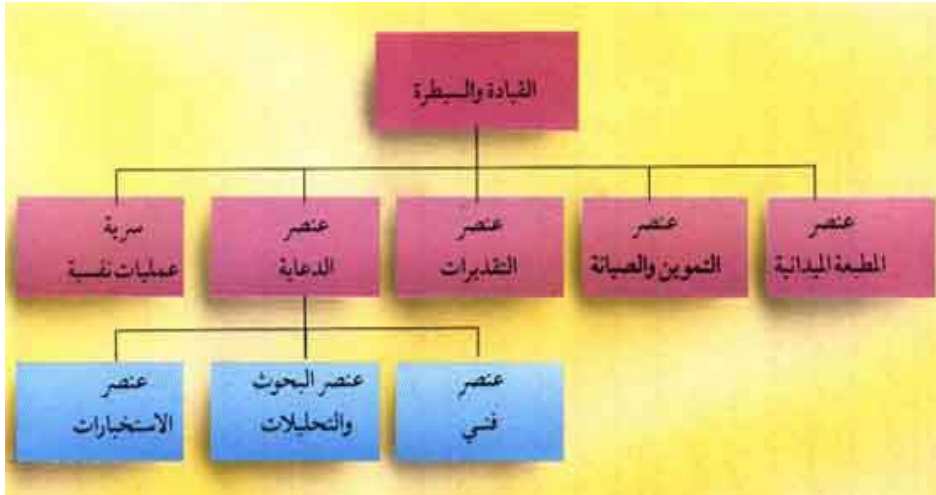 القيادة والسيطرة
عنصر
المطبعة الميدانية
عنصر
التموين والصيانة
عنصر
التقديرات
عنصر
الدعاية
سرية
عمليات نفسية
عنصر
فني
عنصر البحوث
والتحليلات
عنصر
الاستخبارات